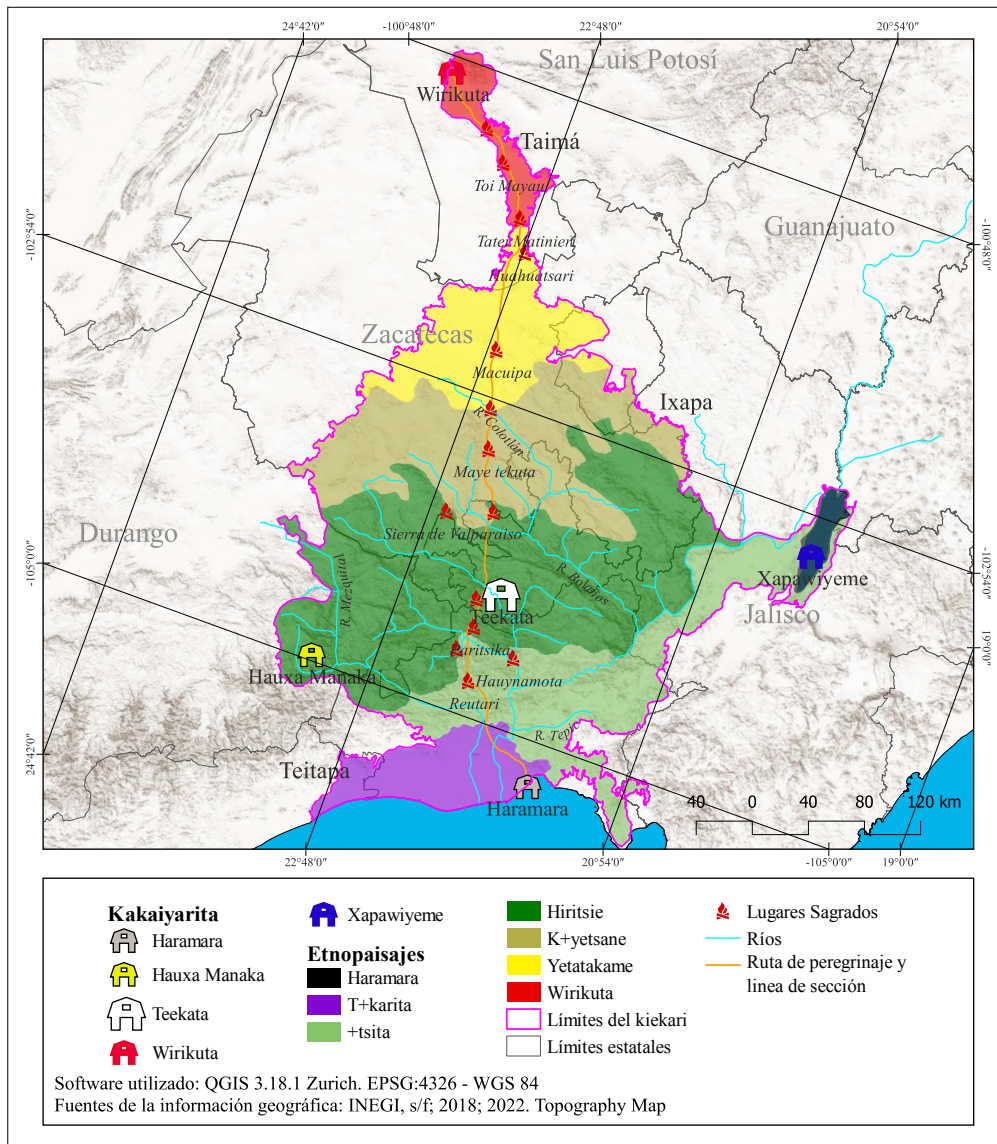 24°42'0"
-100°48'0"
22°48'0"
20°54'0"
San Luis Potosí
Wirikuta
Taimá
Toi Mayau
-102°54'0"
Guanajuato
-100°48'0"
Tatei Matinieri
Huahuatsari
Zacatecas
Macuipa
Ixapa
R. Colotlán
Maye tekuta
Durango
Sierra de Valparaiso
-105°0'0"
R. Mezquital
R. Bolaños
Xapawiyeme
-102°54'0"
Teekata
Jalisco
19°0'0"
Paritsika
Hauxa Manaka
Hauynamota
Reutari
24°42'0"
R. Tey
Teitapa
Haramara
40 0 40 80 120 km
22°48'0"
20°54'0"
-105°0'0"
19°0'0"
Kakaiyarita
Haramara
Hauxa Manaka
Teekata
Wirikuta
Xapawiyeme
Etnopaisajes
Haramara
T+karita
+tsita
Hiritsie
K+yetsane
Yetatakame
Wirikuta
Límites del kiekari
Límites estatales
Lugares Sagrados
Ríos
Ruta de peregrinaje y
linea de sección
Software utilizado: QGIS 3.18.1 Zurich. EPSG:4326 - WGS 84
Fuentes de la información geográfica: INEGI, s/f; 2018; 2022. Topography Map